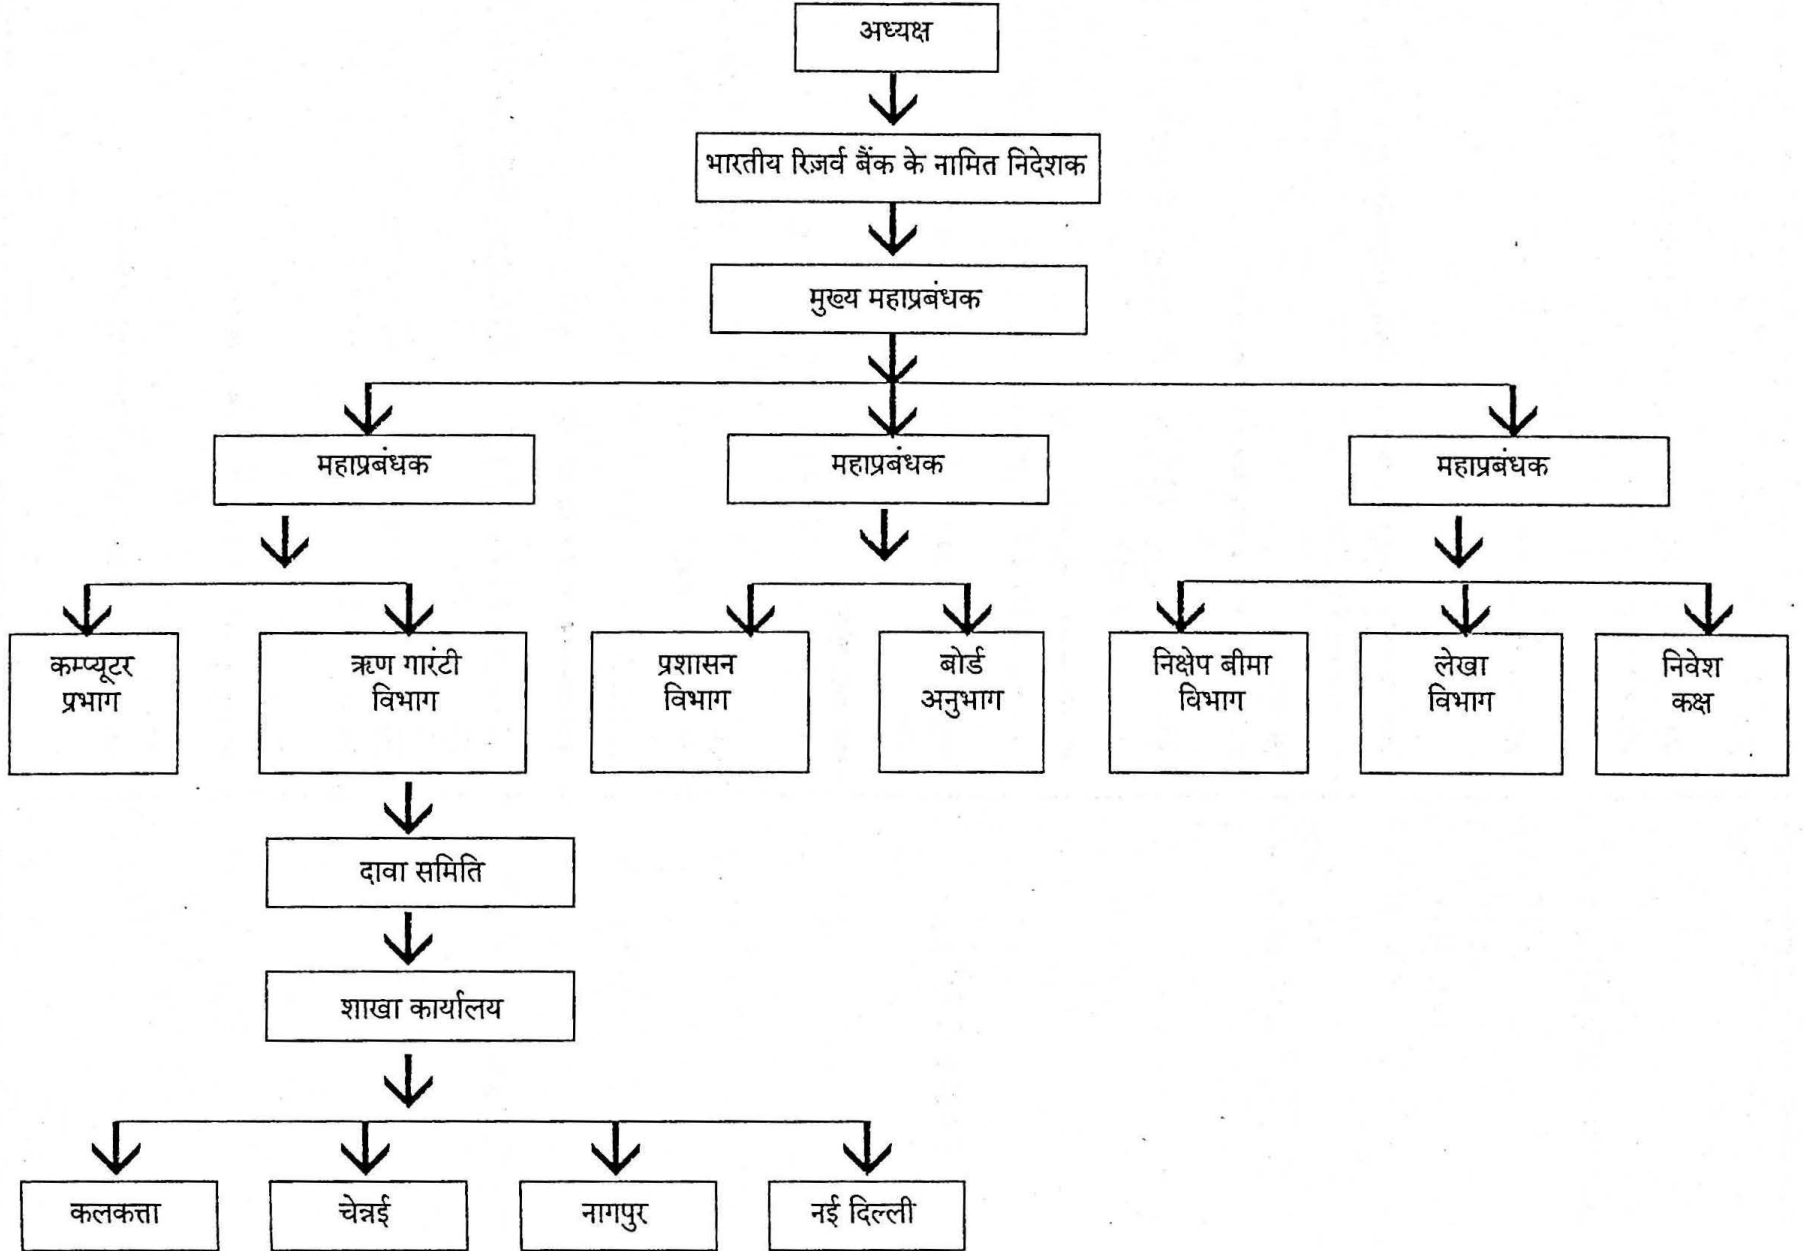 अध्यक्ष
भारतीय रिज़र्व बैंक के नामित निदेशक
मुख्य महाप्रबंधक
महाप्रबंधक
महाप्रबंधक
महाप्रबंधक
कम्प्यूटर
प्रभाग
ऋण गारंटी
विभाग
प्रशासन
विभाग
बोर्ड
अनुभाग
निक्षेप बीमा
विभाग
लेखा
विभाग
निवेश
कक्ष
दावा समिति
शाखा कार्यालय
कलकत्ता
चेन्नई
नागपुर
नई दिल्ली